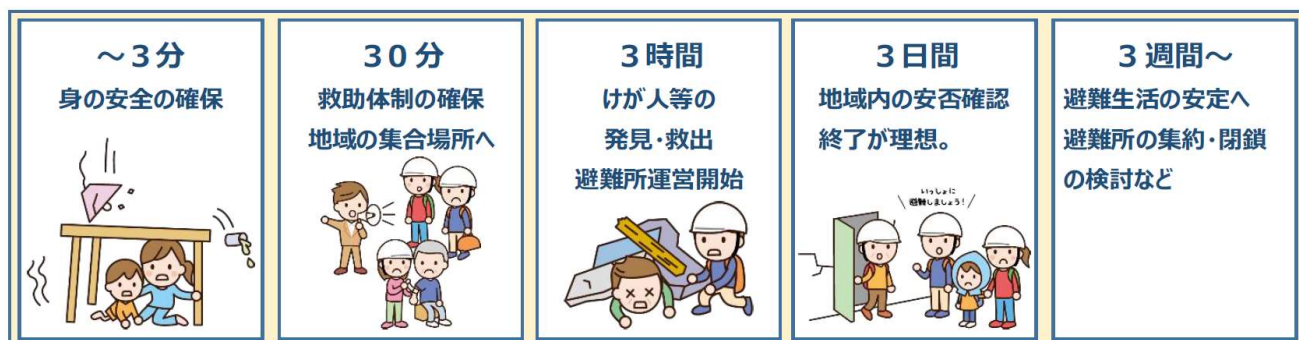 ～３分
身の安全の確保
３０分
救助体制の確保
地域の集合場所へ
３時間
けが人等の
発見・救出
避難所運営開始
３日間
地域内の安否確認
終了が理想。
いっしょに
避難しましょう！
３週間～
避難生活の安定へ
避難所の集約・閉鎖
の検討など